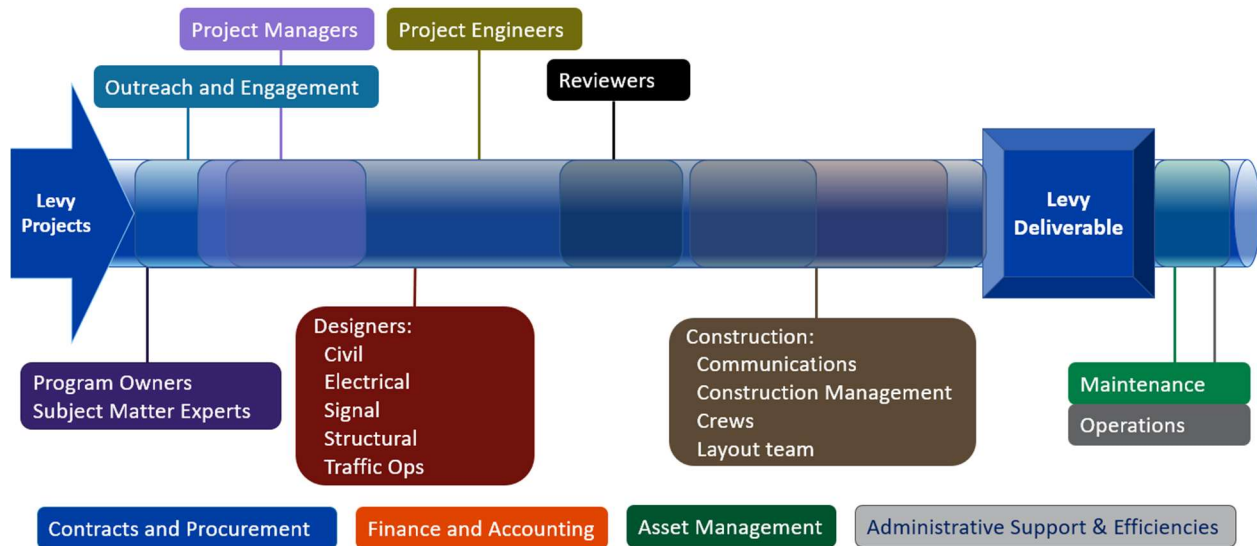 Project Managers
Project Engineers
Outreach and Engagement
Reviewers
Levy
Projects
Levy
Deliverable
Program Owners
Subject Matter Experts
Designers:
Civil
Electrical
Signal
Structural
Traffic Ops
Construction:
Communications
Construction Management
Crews
Layout team
Maintenance
Operations
Contracts and Procurement
Finance and Accounting
Asset Management
Administrative Support & Efficiencies